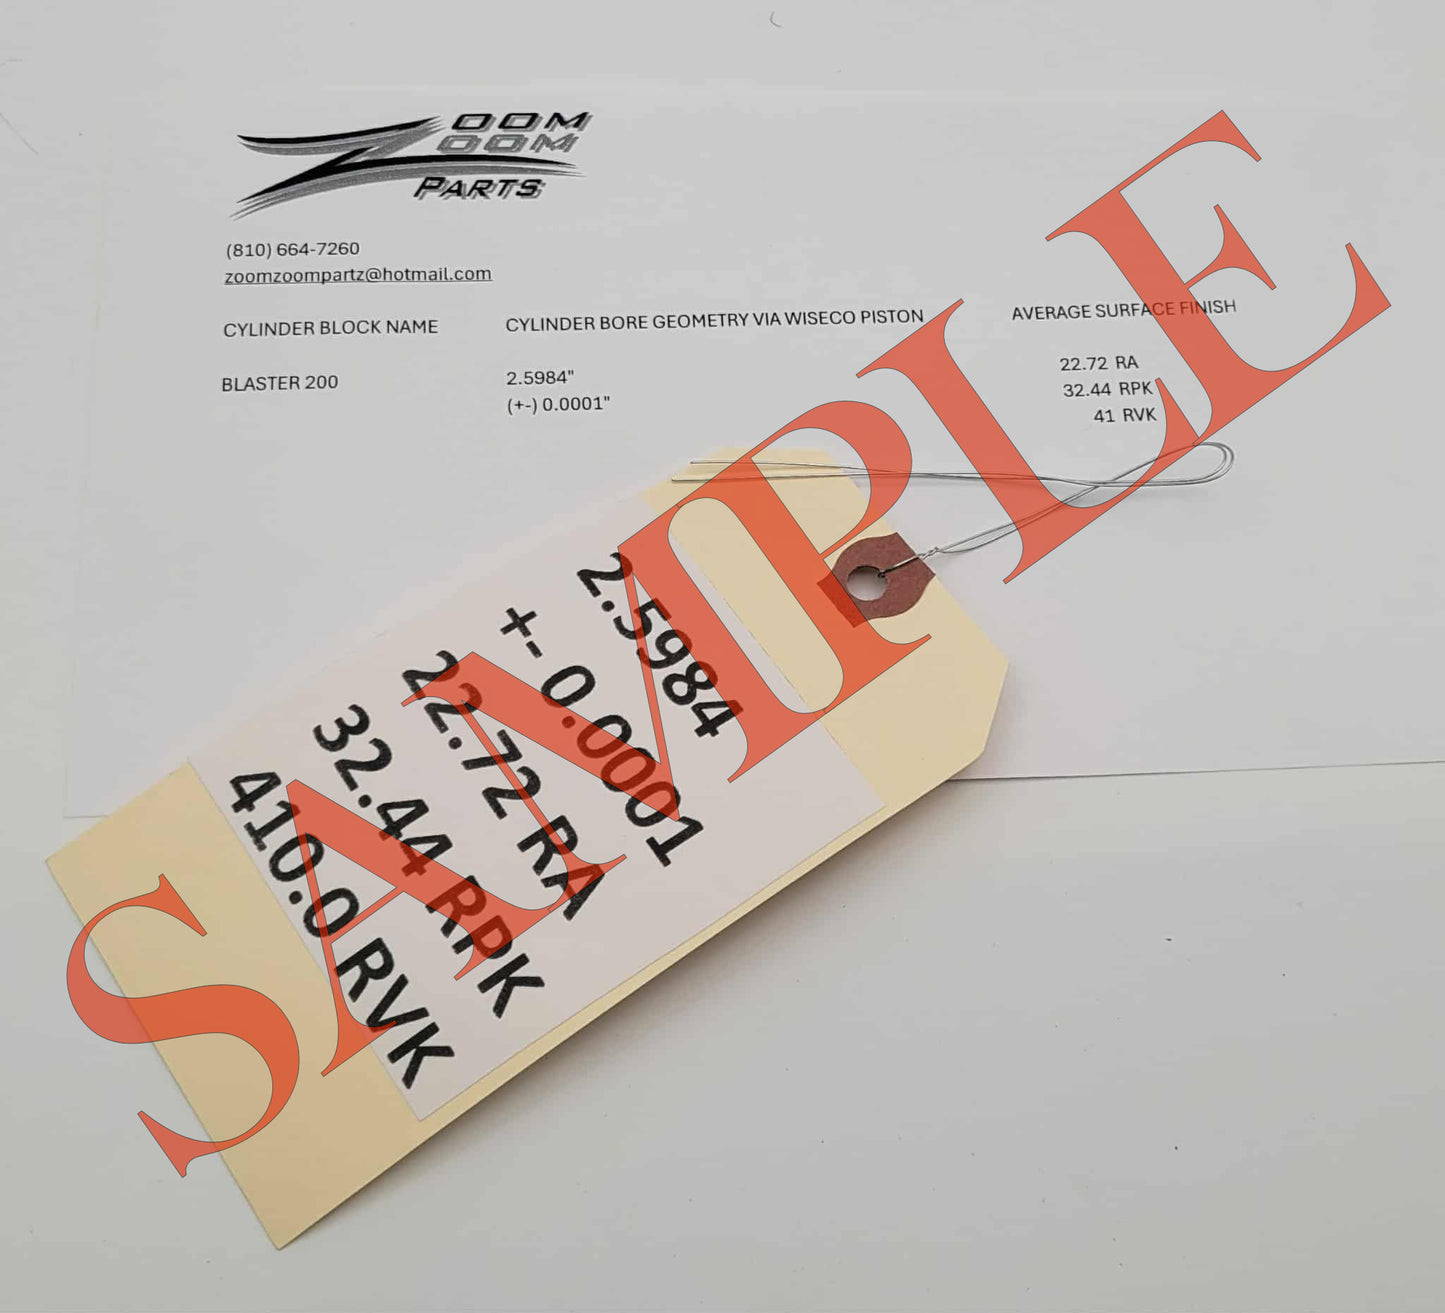 ZOOM
ZOOM
PARTS
(810) 664-7260
zoomzoompartz@hotmail.com
CYLINDER BLOCK NAME CYLINDER BORE GEOMETRY VIA WISECO PISTON AVERAGE SURFACE FINISH
BLASTER 200 2.5984" 22.72 RA
(+-) 0.0001" 32.44 RPK
41 RVK
2.5984
+- 0.0001
22.72 RA
32.44 RPK
410.0 RVK
SAMPLE